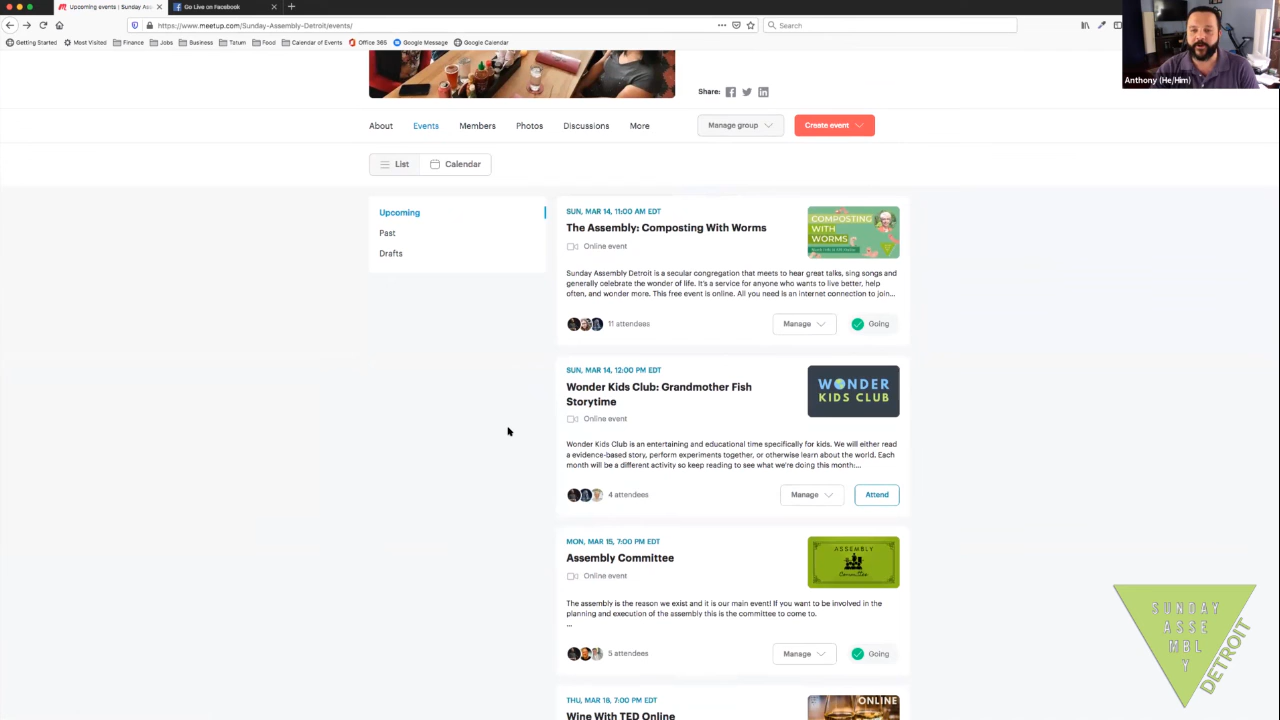 Upcoming events | Sunday Ass
Go Live on Facebook
https://www.meetup.com/Sunday-Assembly-Detroit/events/
Search
Getting Started
Most Visited
Finance
Jobs
Business
Tatum
Food
Calendar of Events
Office 365
Google Message
Google Calendar
Anthony (He/Him)
Share:
About
Events
Members
Photos
Discussions
More
Manage group
Create event
List
Calendar
Upcoming
Past
Drafts
SUN, MAR 14, 11:00 AM EDT
The Assembly: Composting With Worms
Online event
COMPOSTING
WITH
WORMS
Sunday Assembly Detroit is a secular congregation that meets to hear great talks, sing songs and
generally celebrate the wonder of life. It's a service for anyone who wants to live better, help
often, and wonder more. This free event is online. All you need is an internet connection to join...
11 attendees
Manage
Going
SUN, MAR 14, 12:00 PM EDT
Wonder Kids Club: Grandmother Fish
Storytime
Online event
WONDER
KIDS CLUB
Wonder Kids Club is an entertaining and educational time specifically for kids. We will either read
a evidence-based story, perform experiments together, or otherwise learn about the world. Each
month will be a different activity so keep reading to see what we're doing this month:...
4 attendees
Manage
Attend
MON, MAR 15, 7:00 PM EDT
Assembly Committee
Online event
ASSEMBLY
Committee
The assembly is the reason we exist and it is our main event! If you want to be involved in the
planning and execution of the assembly this is the committee to come to.
...
5 attendees
Manage
Going
THU, MAR 18, 7:00 PM EDT
Wine With TED Online
ONLINE
SUNDAY
ASSE
MBL
Y
DETROIT